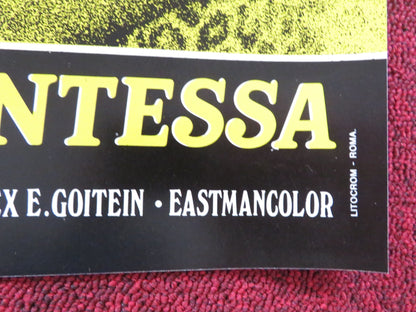 NTESSA
EX E.GOITEIN • EASTMANCOLOR
LITOCROM - ROMA.